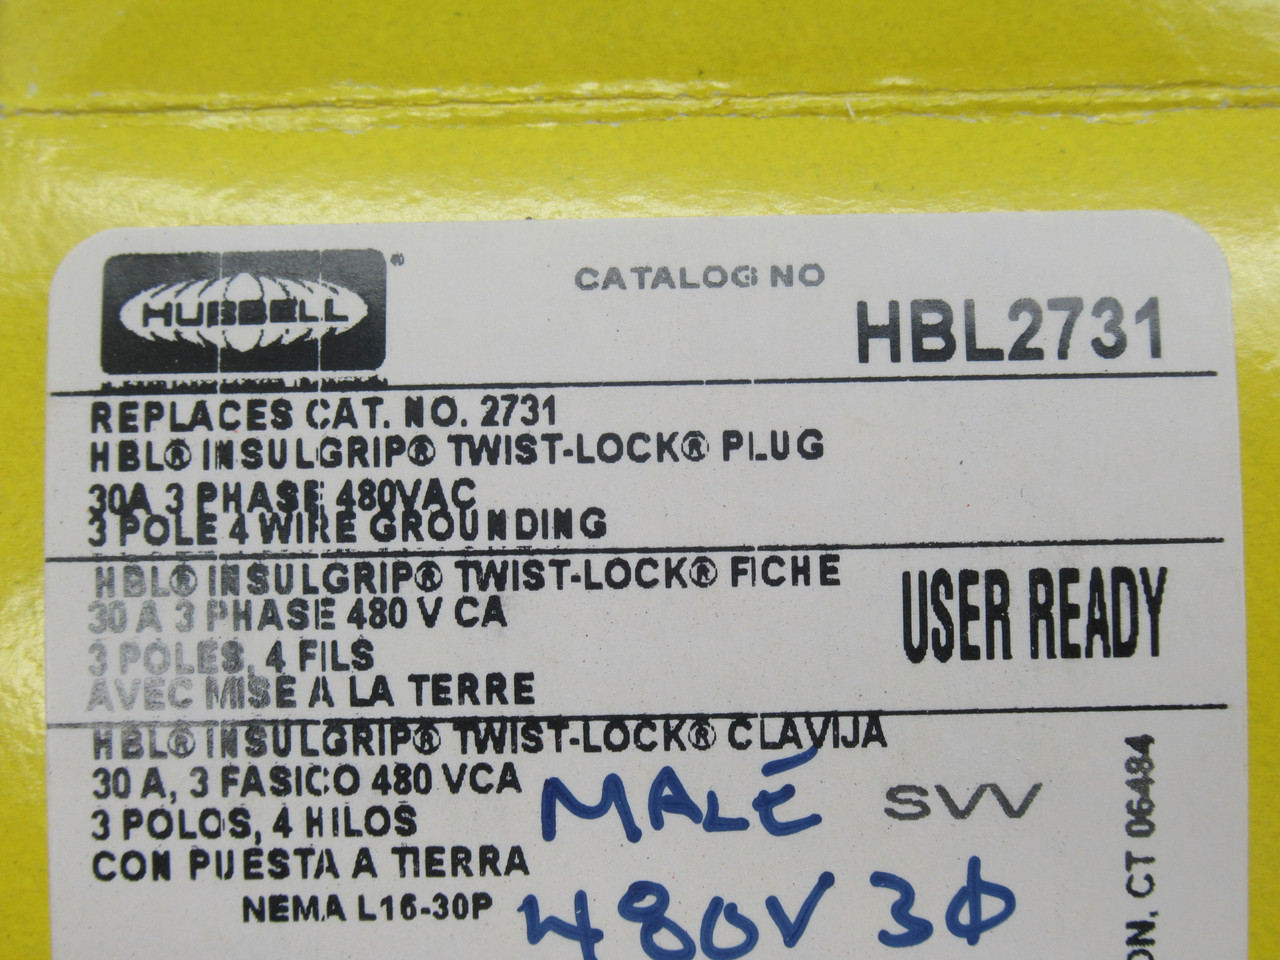 HUBBELL®
CATALOG NO
HBL2731
REPLACES CAT. NO. 2731
HBL® INSULGRIP® TWIST-LOCK® PLUG
30A 3 PHASE 480VAC
3 POLE 4 WIRE GROUNDING
HBL® INSULGRIP® TWIST-LOCK® FICHE
30 A 3 PHASE 480 V CA
3 POLES, 4 FILS
AVEC MISE A LA TERRE
USER READY
HBL® INSULGRIP® TWIST-LOCK® CLAVIJA
30 A, 3 FASICO 480 VCA
3 POLOS, 4 HILOS
CON PUESTA A TIERRA
NEMA L16-30P
MALE
SVV
480V 3Ø
ON, CT 06484